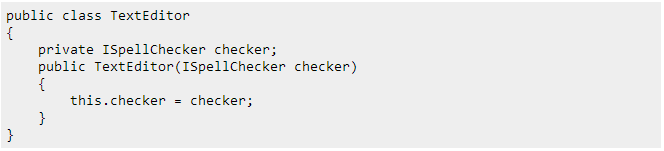 public class TextEditor
{
    private ISpellChecker checker;
    public TextEditor(ISpellChecker checker)
    {
        this.checker = checker;
    }
}